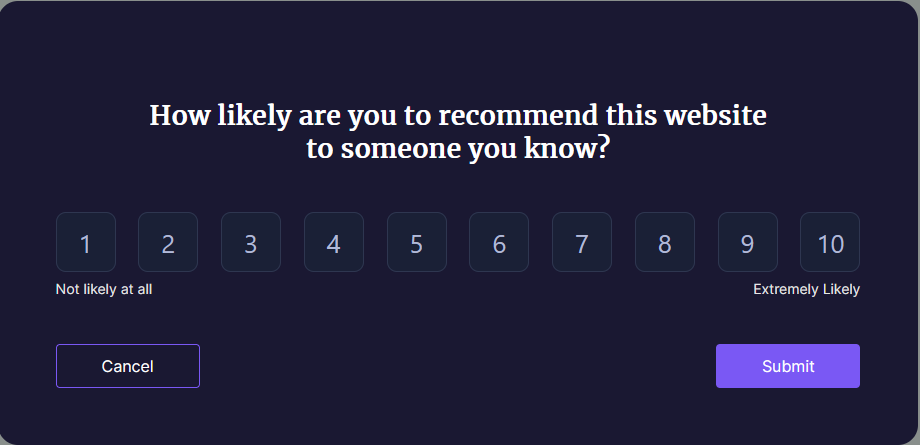 How likely are you to recommend this website
to someone you know?
1 2 3 4 5 6 7 8 9 10
Not likely at all Extremely Likely
Cancel Submit